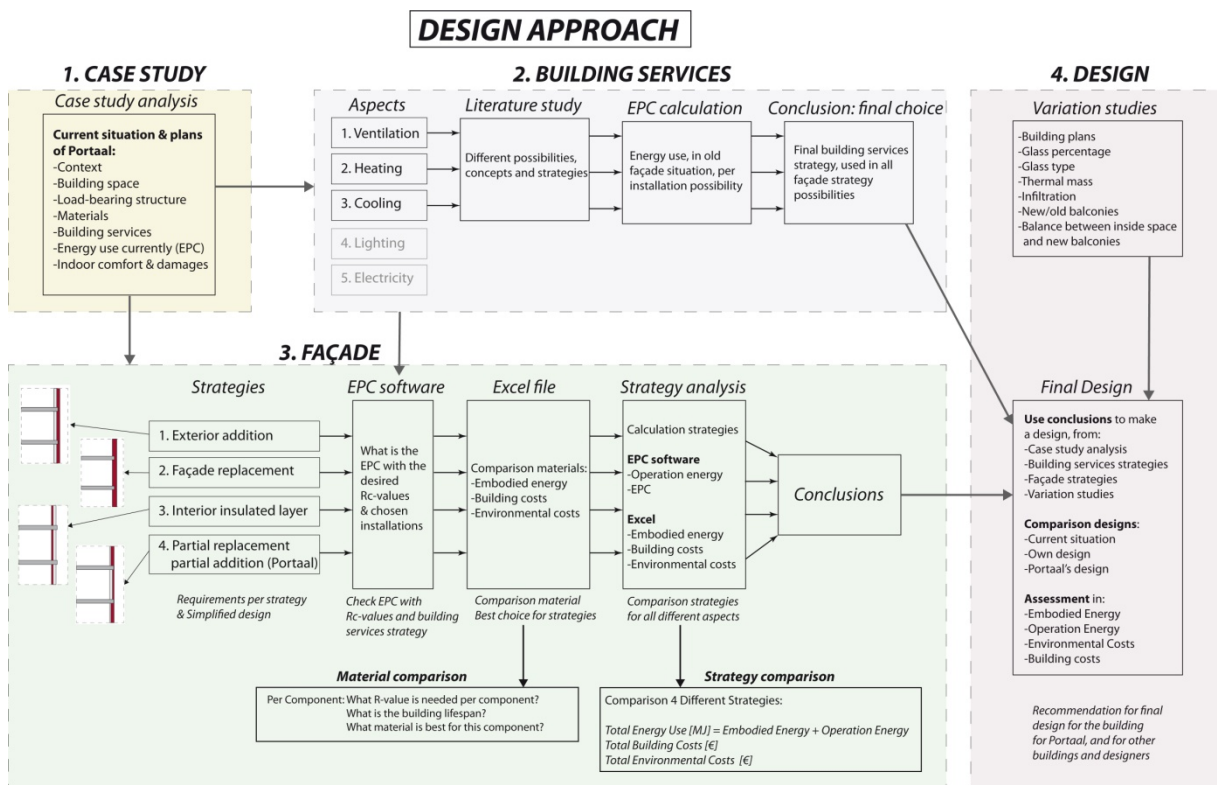 DESIGN APPROACH
1. CASE STUDY
Case study analysis
Current situation & plans
of Portaal:
-Context
-Building space
-Load-bearing structure
-Materials
-Building services
-Energy use currently (EPC)
-Indoor comfort & damages
2. BUILDING SERVICES
Aspects
1. Ventilation
2. Heating
3. Cooling
4. Lighting
5. Electricity
Literature study
Different possibilities,
concepts and strategies
EPC calculation
Energy use, in old
façade situation, per
installation possibility
Conclusion: final choice
Final building services
strategy, used in all
façade strategy
possibilities
3. FAÇADE
Strategies
1. Exterior addition
2. Façade replacement
3. Interior insulated layer
4. Partial replacement
partial addition (Portaal)
Requirements per strategy
& Simplified design
EPC software
What is the
EPC with the
desired
Rc-values
& chosen
installations
Check EPC with
Rc-values and building
services strategy
Excel file
Comparison materials:
-Embodied energy
-Building costs
-Environmental costs
Comparison material
Best choice for strategies
Strategy analysis
Calculation strategies
EPC software
-Operation energy
-EPC
Excel
-Embodied energy
-Building costs
-Environmental costs
Comparison strategies
for all different aspects
Conclusions
Material comparison
Per Component: What R-value is needed per component?
What is the building lifespan?
What material is best for this component?
Strategy comparison
Comparison 4 Different Strategies:
Total Energy Use [MJ] = Embodied Energy + Operation Energy
Total Building Costs [€]
Total Environmental Costs [€]
4. DESIGN
Variation studies
-Building plans
-Glass percentage
-Glass type
-Thermal mass
-Infiltration
-New/old balconies
-Balance between inside space
and new balconies
Final Design
Use conclusions to make
a design, from:
-Case study analysis
-Building services strategies
-Façade strategies
-Variation studies
Comparison designs:
-Current situation
-Own design
-Portaal's design
Assessment in:
-Embodied Energy
-Operation Energy
-Environmental Costs
-Building costs
Recommendation for final
design for the building
for Portaal, and for other
buildings and designers